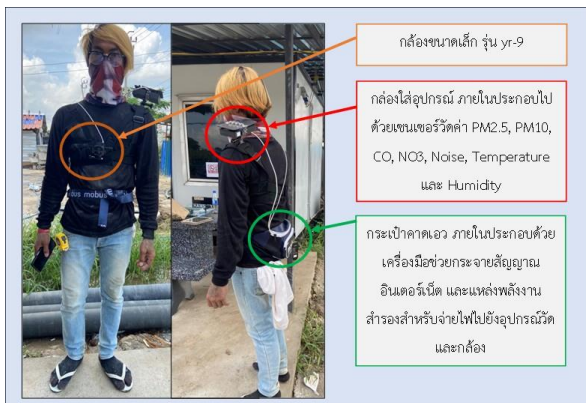 กล้องขนาดเล็ก รุ่น yr-9
กล่องใส่อุปกรณ์ ภายในประกอบไป
ด้วยเซนเซอร์วัดค่า PM2.5, PM10,
CO, NO3, Noise, Temperature
และ Humidity
กระเป๋าคาดเอว ภายในประกอบด้วย
เครื่องมือช่วยกระจายสัญญาณ
อินเตอร์เน็ต และแหล่งพลังงาน
สำรองสำหรับจ่ายไฟไปยังอุปกรณ์วัด
และกล้อง